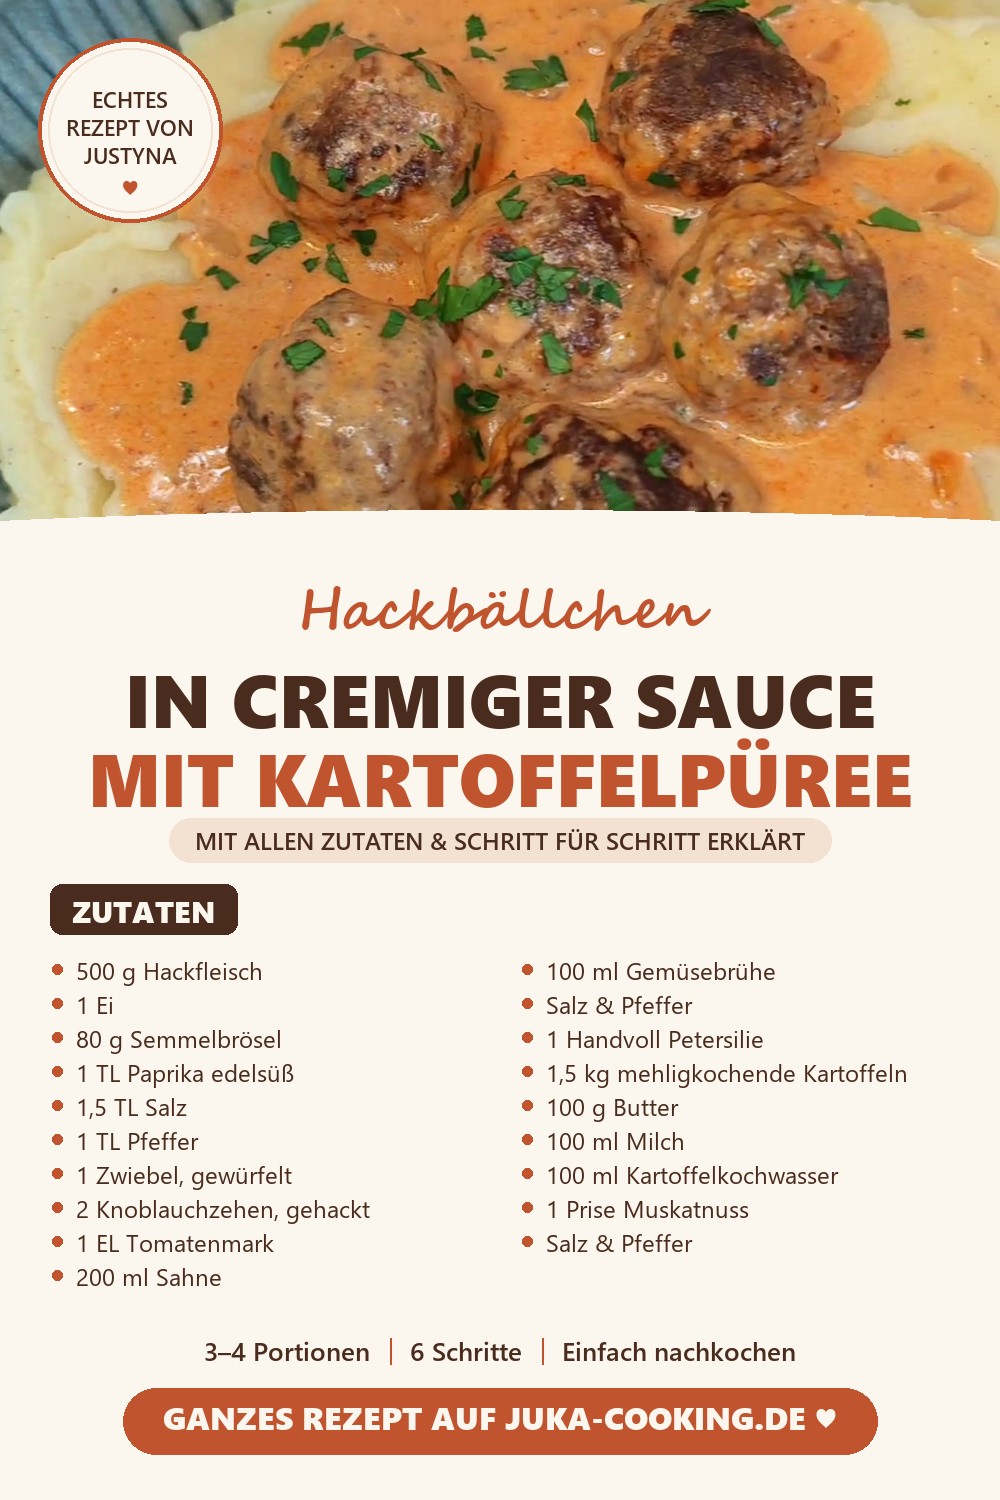 ECHTES
REZEPT VON
JUSTYNA
Hackbällchen
IN CREMIGER SAUCE
MIT KARTOFFELPÜREE
MIT ALLEN ZUTATEN & SCHRITT FÜR SCHRITT ERKLÄRT
ZUTATEN
500 g Hackfleisch
1 Ei
80 g Semmelbrösel
1 TL Paprika edelsüß
1,5 TL Salz
1 TL Pfeffer
1 Zwiebel, gewürfelt
2 Knoblauchzehen, gehackt
1 EL Tomatenmark
200 ml Sahne
100 ml Gemüsebrühe
Salz & Pfeffer
1 Handvoll Petersilie
1,5 kg mehligkochende Kartoffeln
100 g Butter
100 ml Milch
100 ml Kartoffelkochwasser
1 Prise Muskatnuss
Salz & Pfeffer
3–4 Portionen | 6 Schritte | Einfach nachkochen
GANZES REZEPT AUF JUKA-COOKING.DE ♥